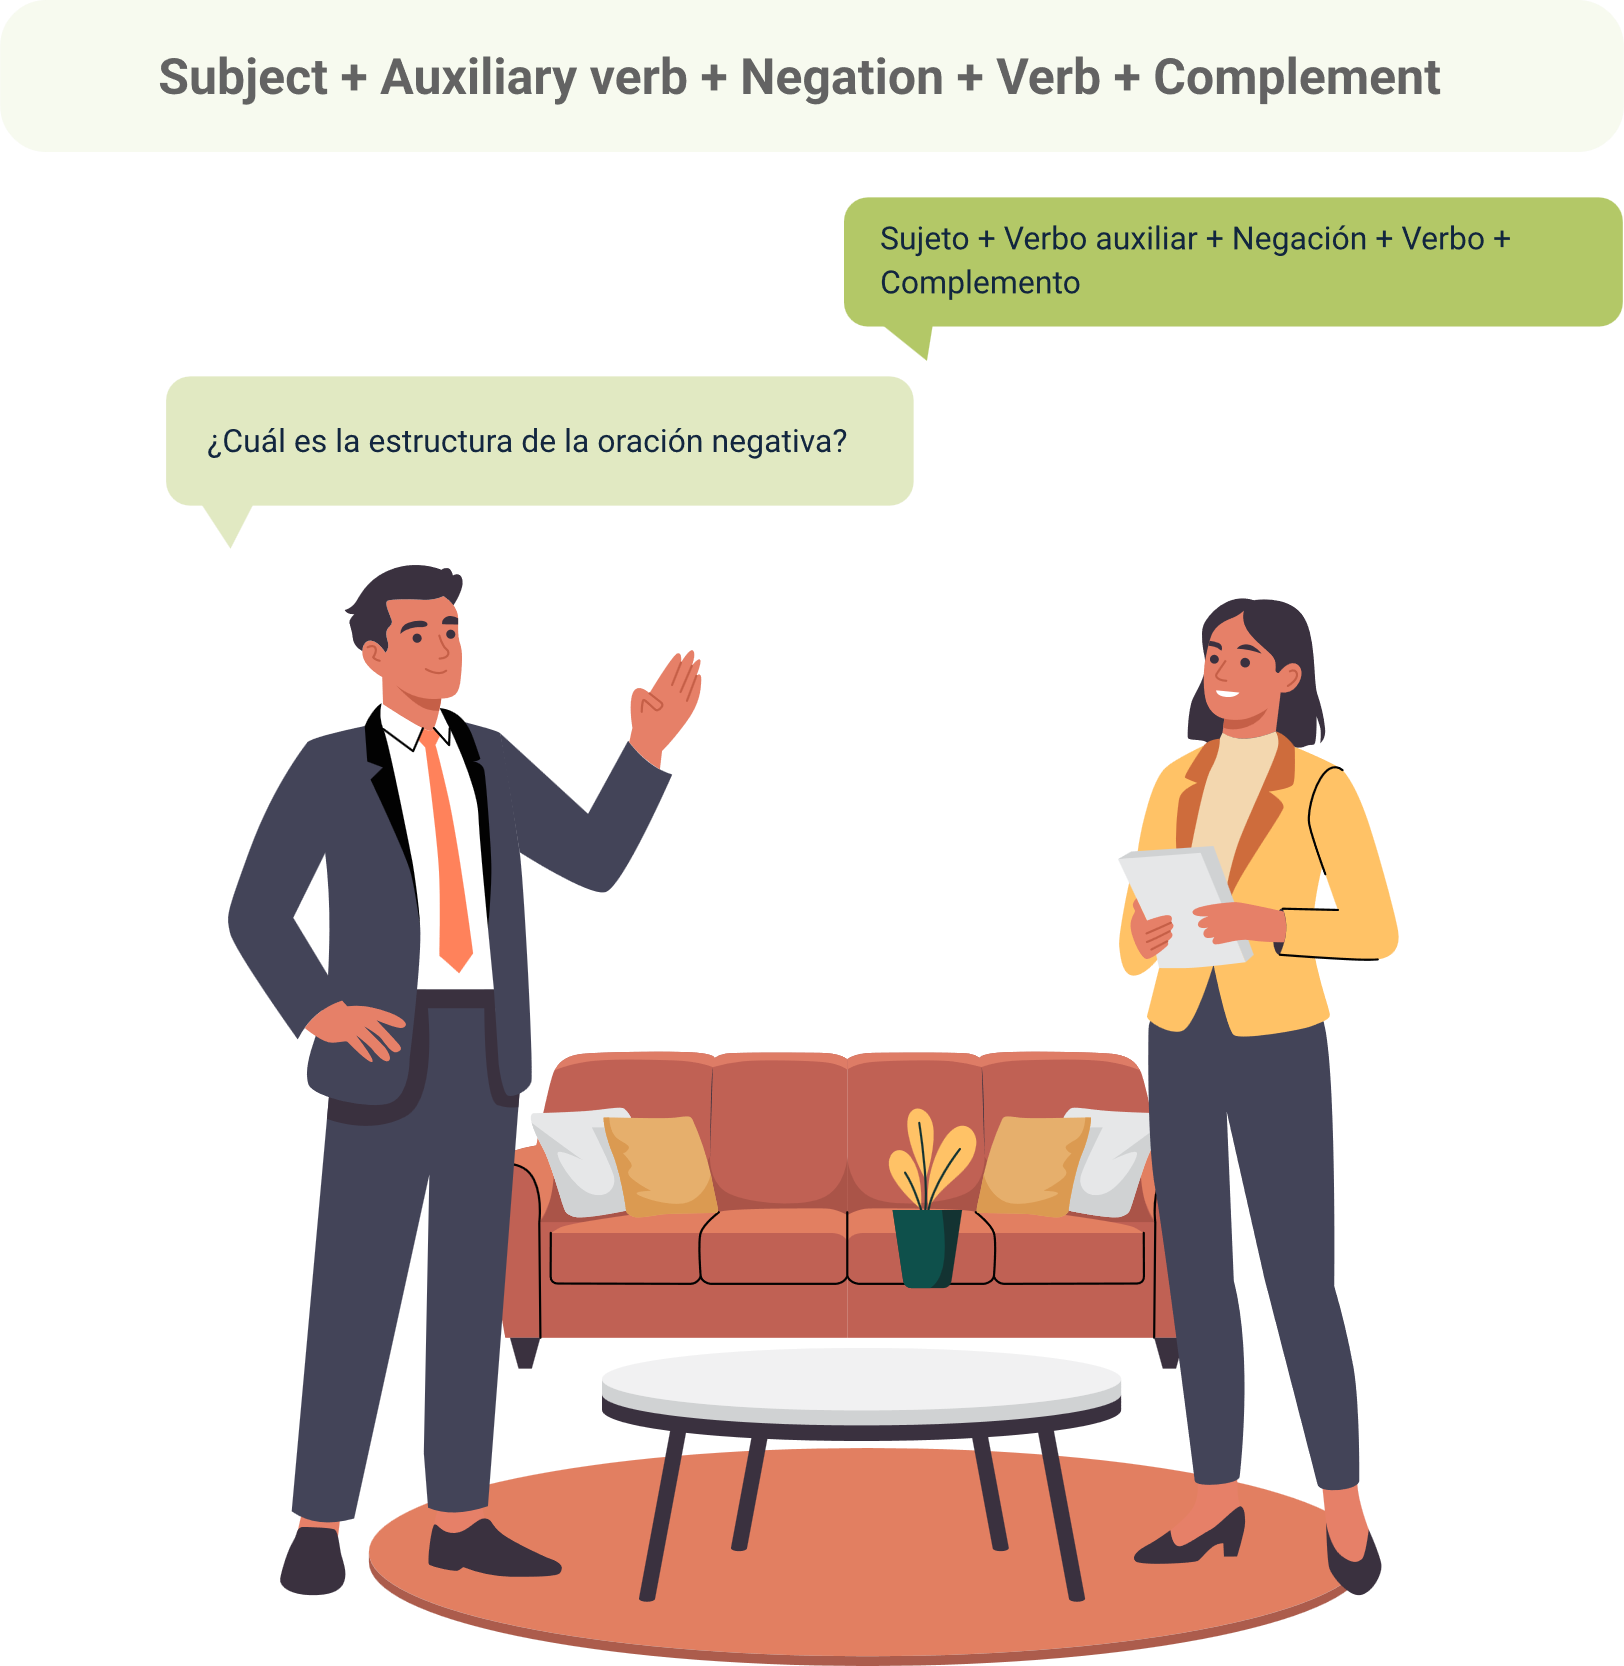 Subject + Auxiliary verb + Negation + Verb + Complement
Sujeto + Verbo auxiliar + Negación + Verbo +
Complemento
¿Cuál es la estructura de la oración negativa?